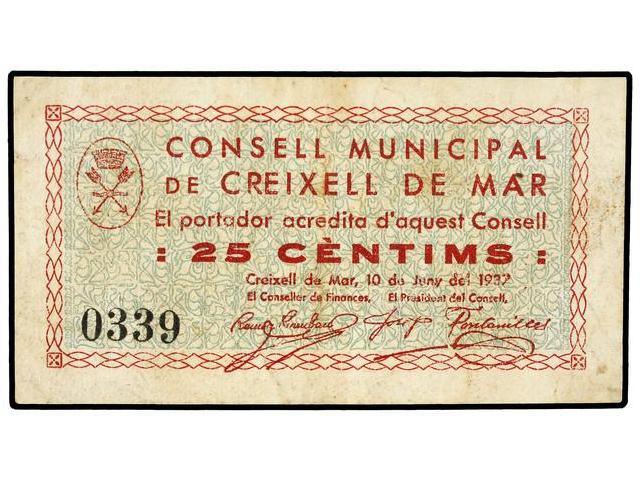 CONSELL MUNICIPAL
DE CREIXELL DE MAR
El portador acredita d'aquest Consell
: 25 CÈNTIMS :
Creixell de Mar, 10 de Juny del 1937
El Conseller de Finances, El President del Consell,
0339